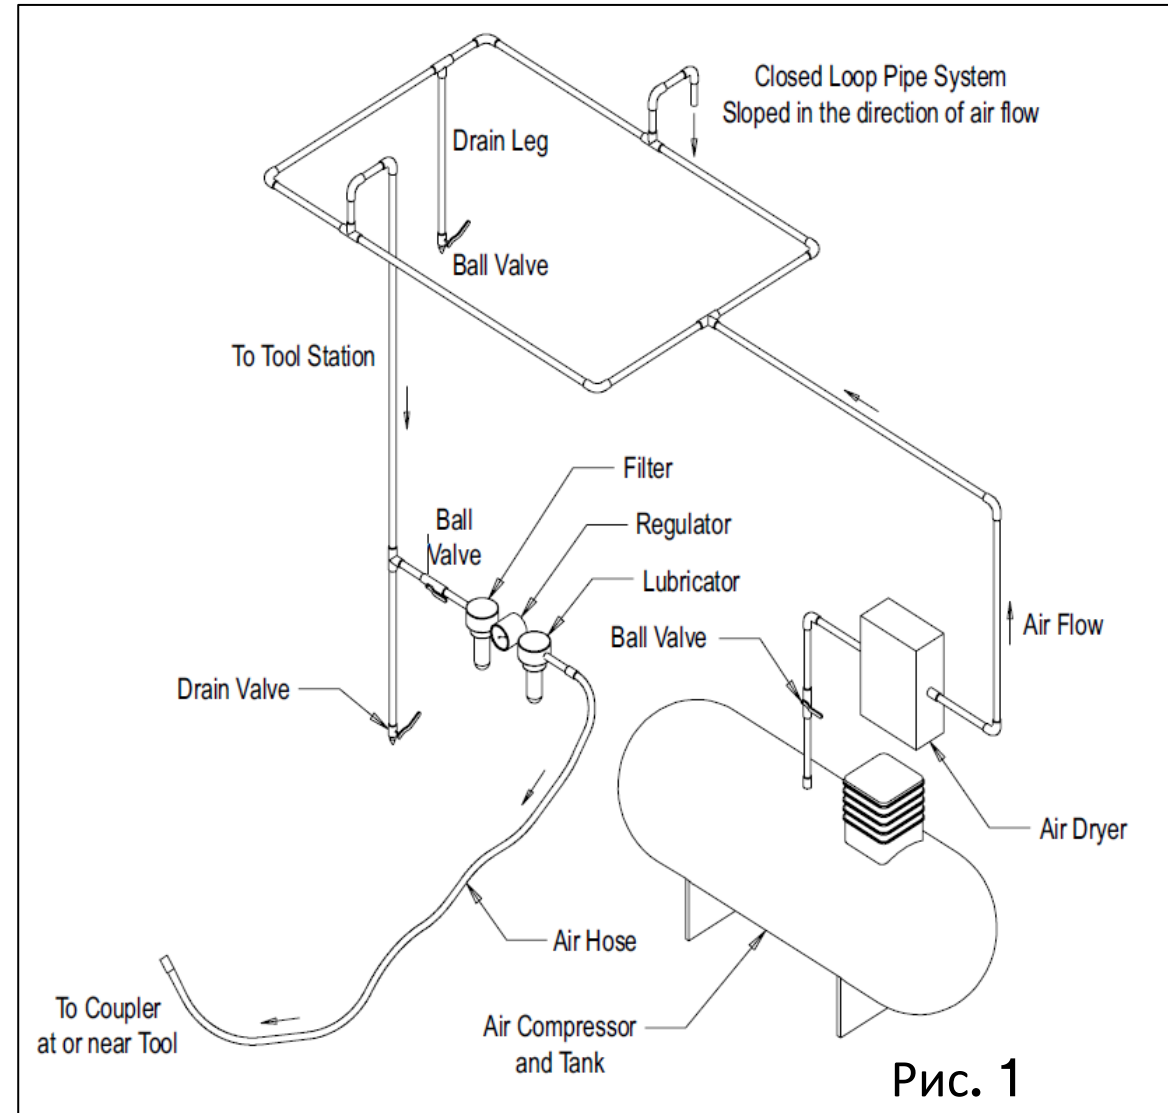 Closed Loop Pipe System
Sloped in the direction of air flow
Drain Leg
Ball Valve
To Tool Station
Filter
Ball
Valve
Regulator
Lubricator
Ball Valve
Air Flow
Drain Valve
Air Dryer
Air Hose
To Coupler
at or near Tool
Air Compressor
and Tank
Рис. 1